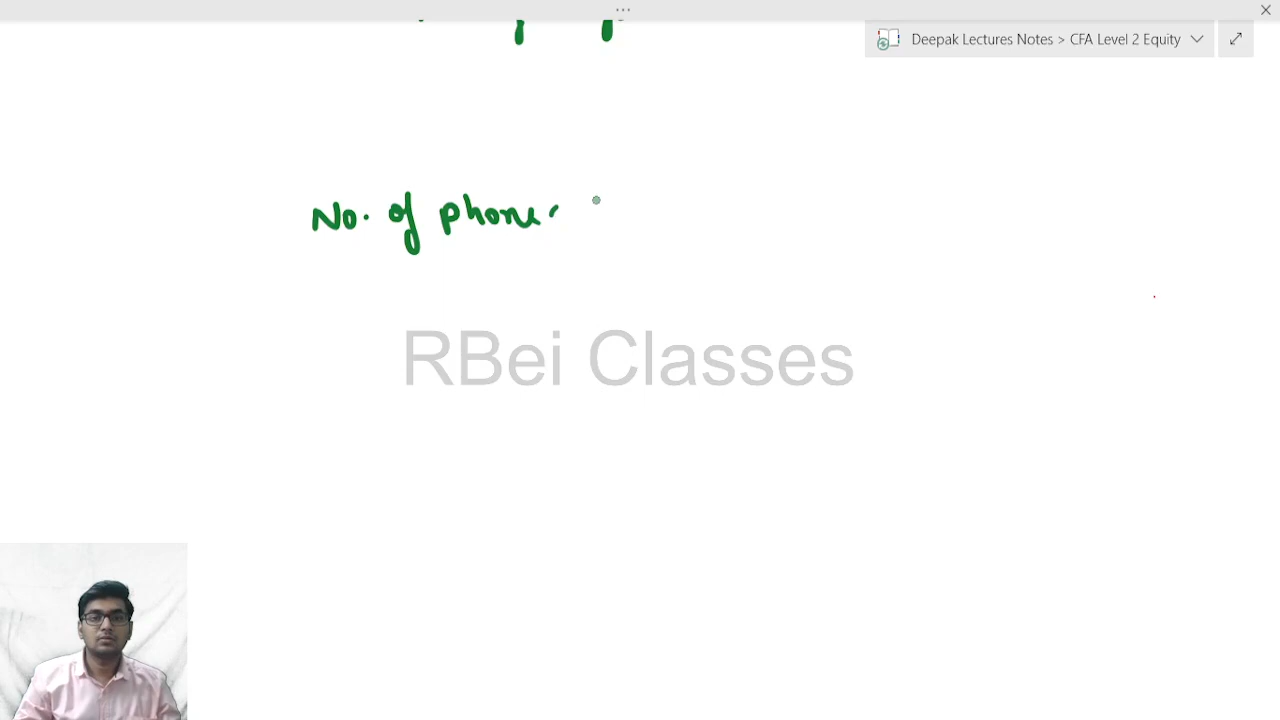 Deepak Lectures Notes > CFA Level 2 Equity
No. of phone
RBei Classes